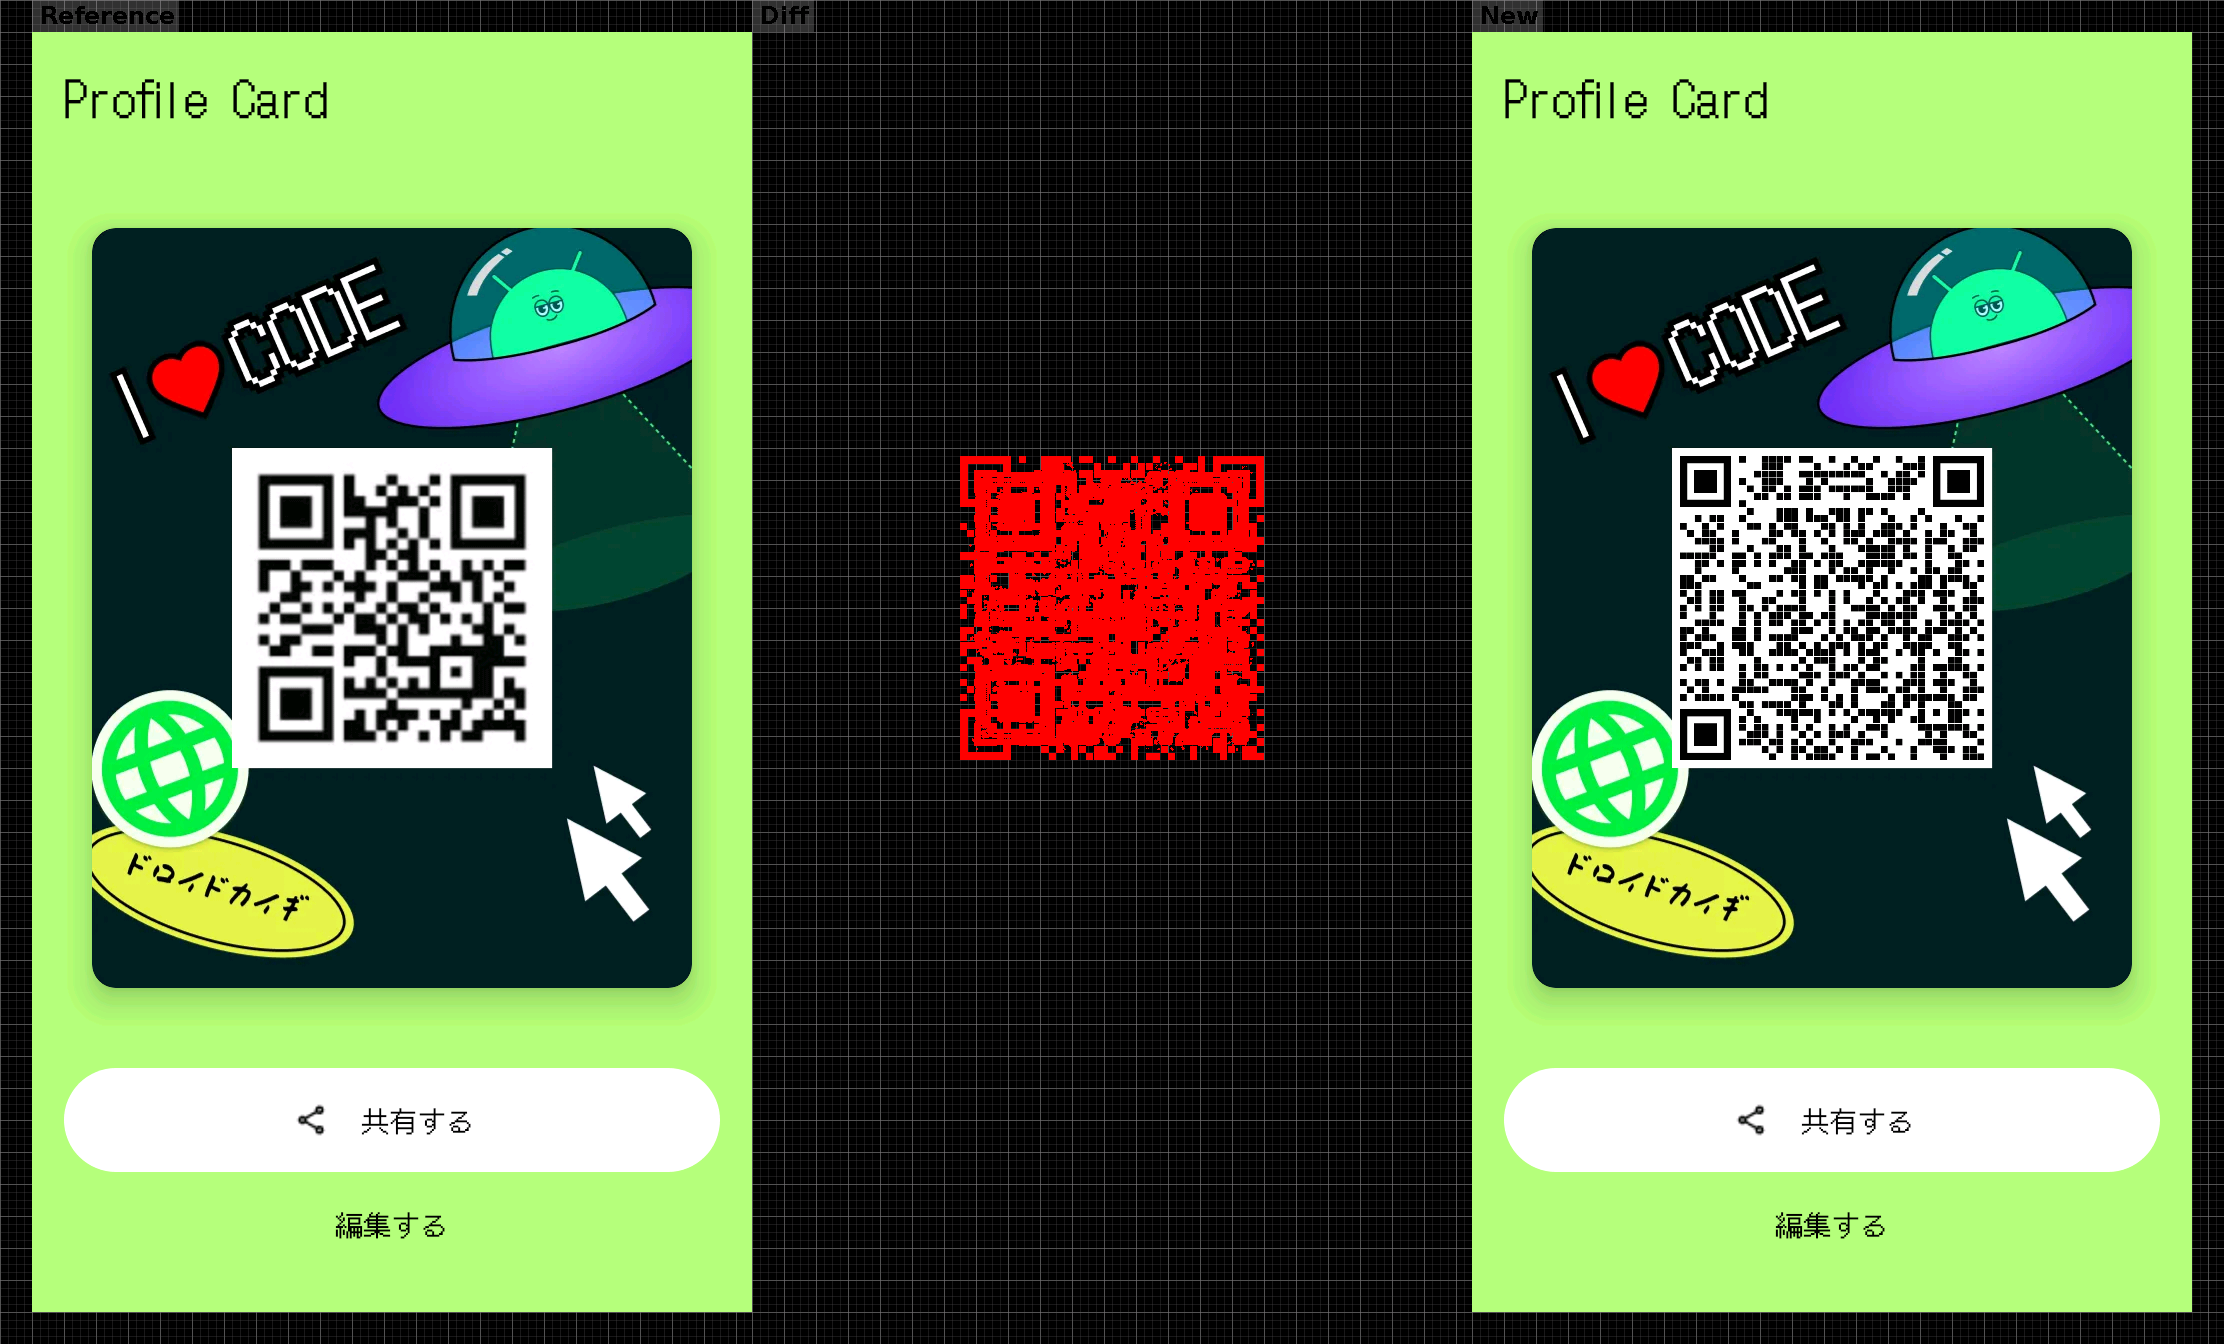 Reference
Diff
New
Profile Card
I CODE
ドロイドカイギ
共有する
編集する
Profile Card
I CODE
ドロイドカイギ
共有する
編集する